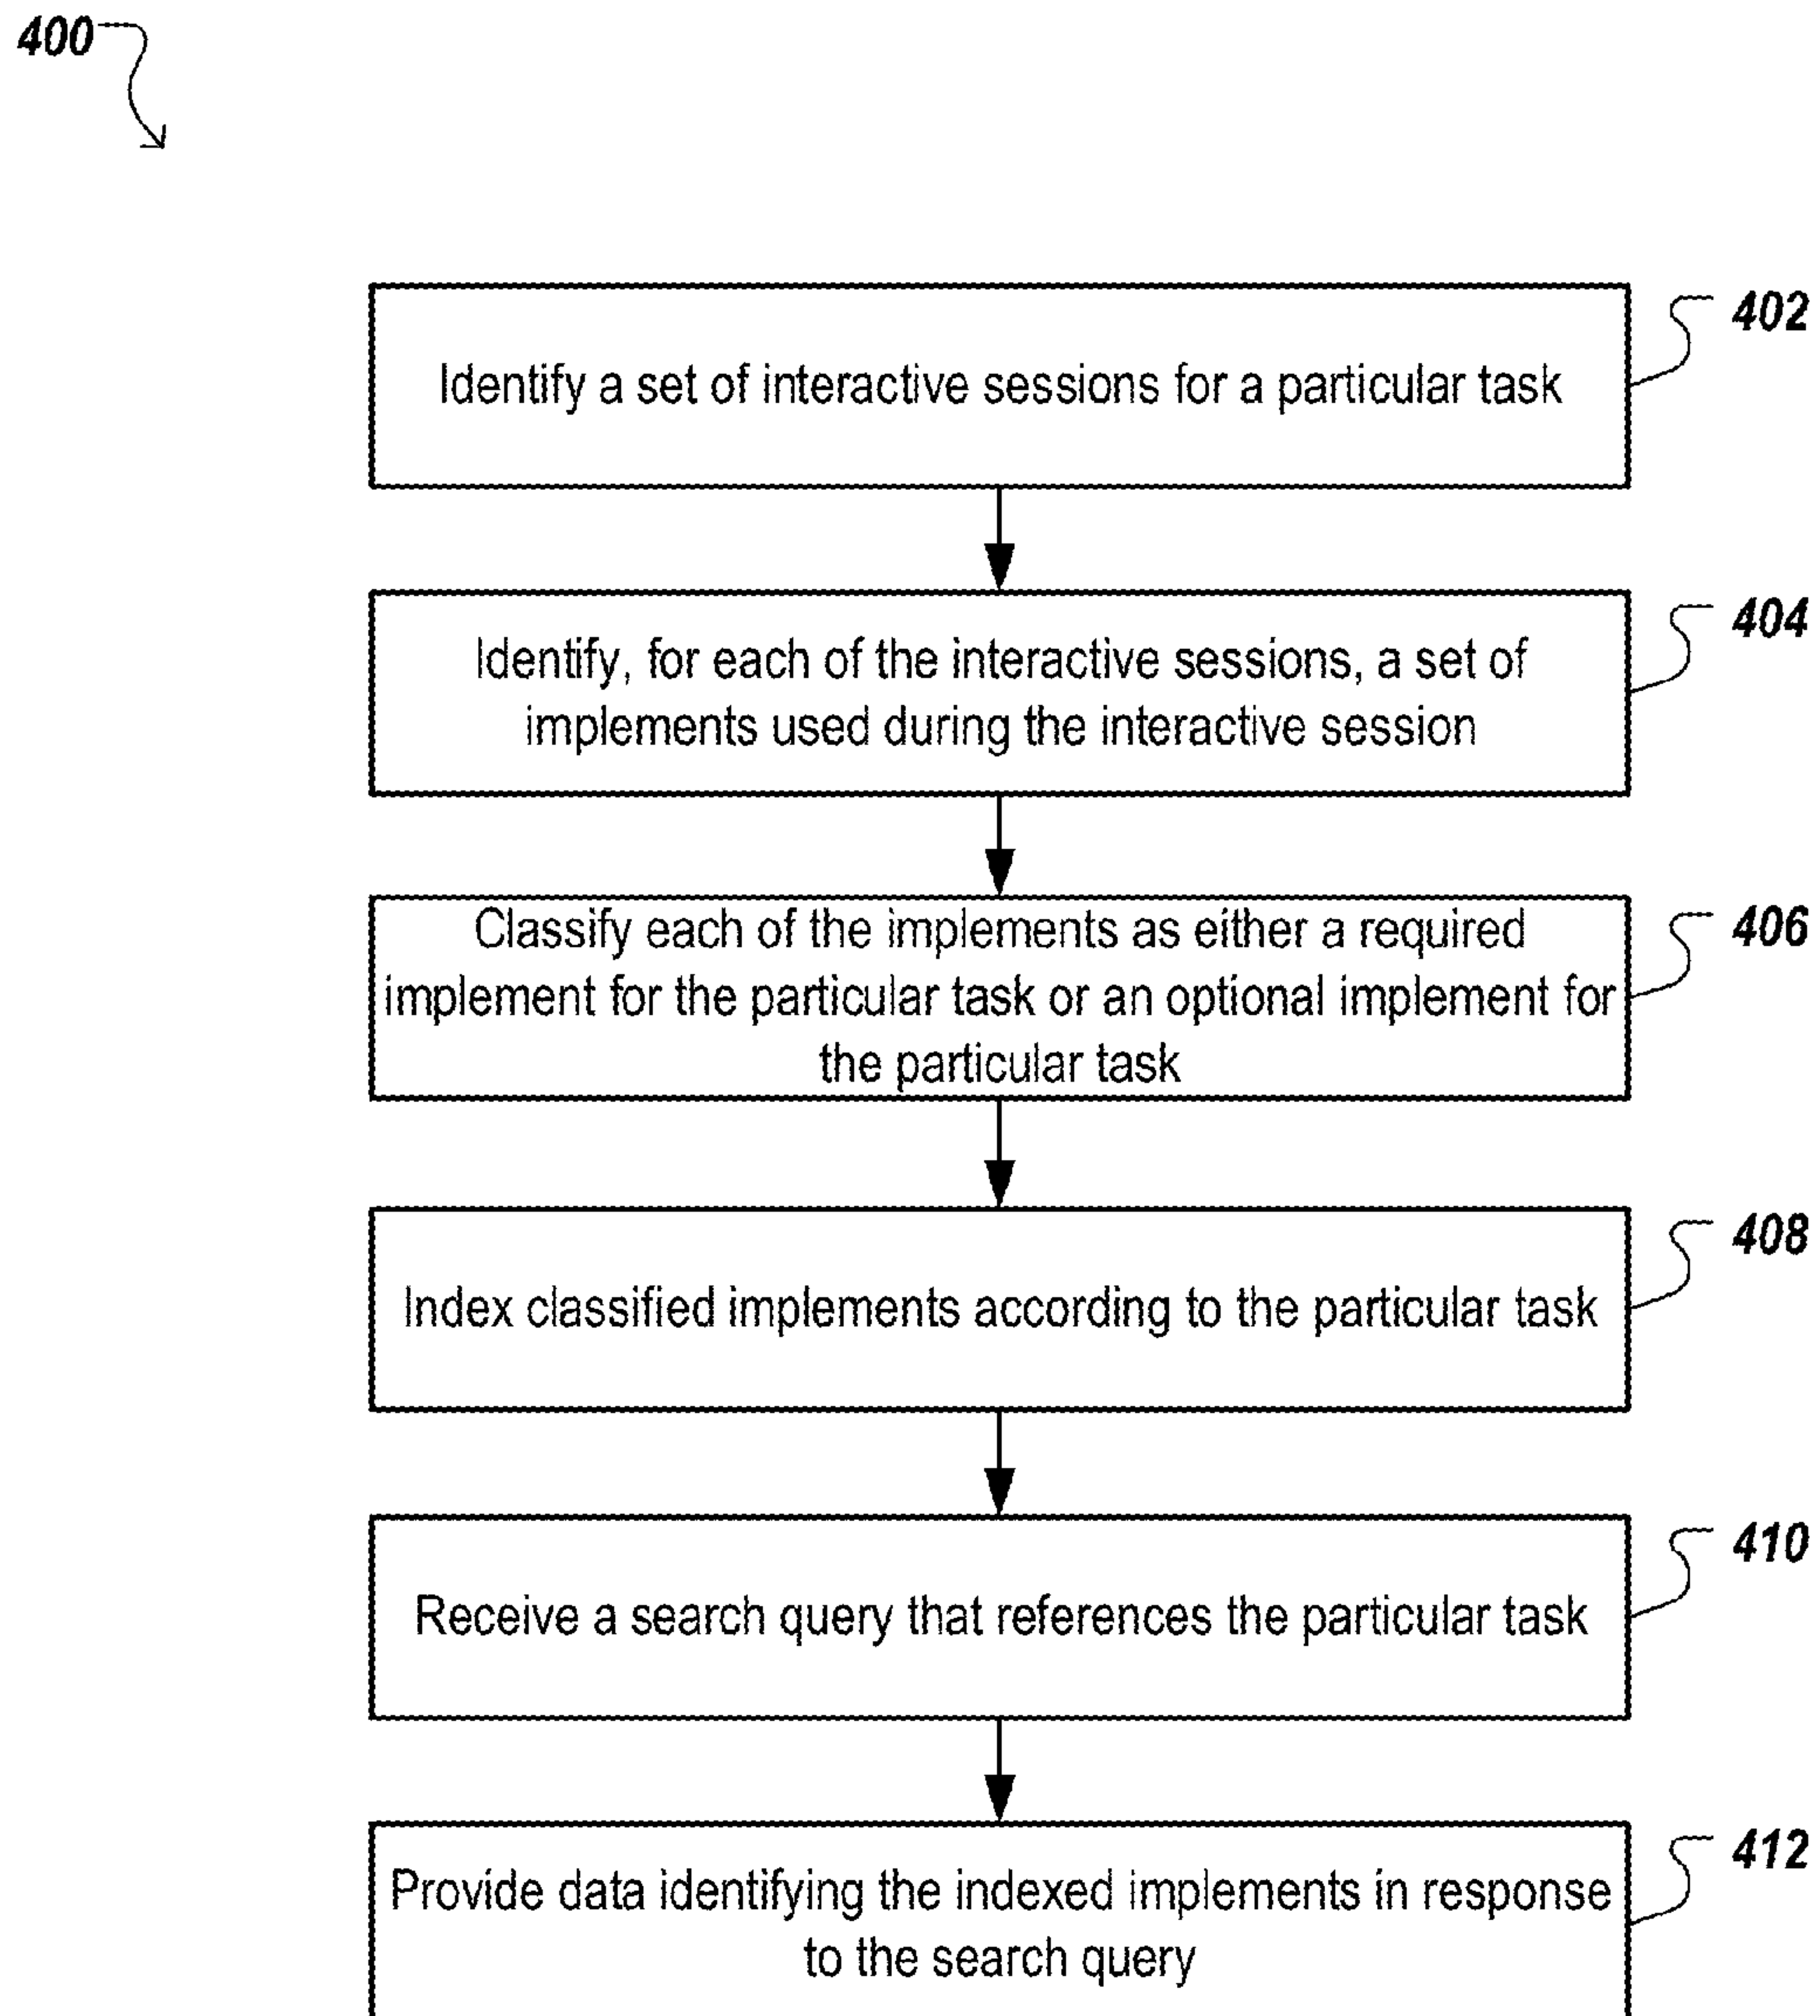 400
Identify a set of interactive sessions for a particular task
402
Identify, for each of the interactive sessions, a set of
implements used during the interactive session
404
Classify each of the implements as either a required
implement for the particular task or an optional implement for
the particular task
406
Index classified implements according to the particular task
408
Receive a search query that references the particular task
410
Provide data identifying the indexed implements in response
to the search query
412